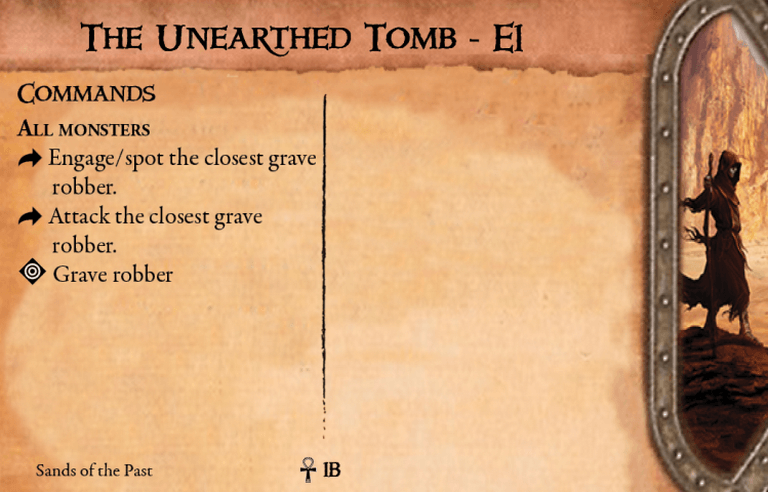 The Unearthed Tomb - E1
Commands
All monsters
Engage/spot the closest grave
robber.
Attack the closest grave
robber.
Grave robber
Sands of the Past
1B